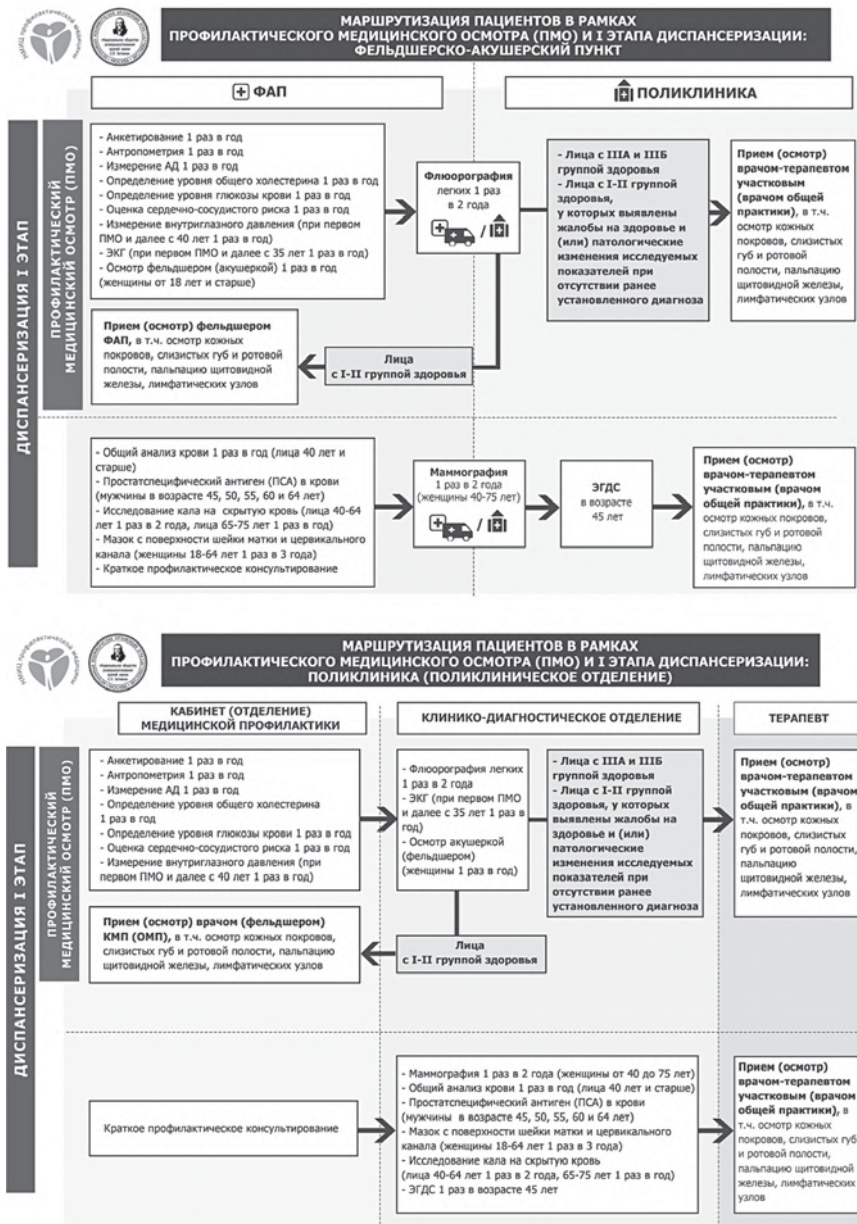 НМИЦ профилактической медицины
МАРШРУТИЗАЦИЯ ПАЦИЕНТОВ В РАМКАХ
ПРОФИЛАКТИЧЕСКОГО МЕДИЦИНСКОГО ОСМОТРА (ПМО) И I ЭТАПА ДИСПАНСЕРИЗАЦИИ:
ФЕЛЬДШЕРСКО-АКУШЕРСКИЙ ПУНКТ
ФАП
ПОЛИКЛИНИКА
ДИСПАНСЕРИЗАЦИЯ I ЭТАП
ПРОФИЛАКТИЧЕСКИЙ
МЕДИЦИНСКИЙ ОСМОТР (ПМО)
- Анкетирование 1 раз в год
- Антропометрия 1 раз в год
- Измерение АД 1 раз в год
- Определение уровня общего холестерина 1 раз в год
- Определение уровня глюкозы крови 1 раз в год
- Оценка сердечно-сосудистого риска 1 раз в год
- Измерение внутриглазного давления (при первом
ПМО и далее с 40 лет 1 раз в год)
- ЭКГ (при первом ПМО и далее с 35 лет 1 раз в год)
- Осмотр фельдшером (акушеркой) 1 раз в год
(женщины от 18 лет и старше)
Флюорография
легких 1 раз
в 2 года
/
- Лица с IIIА и IIIБ
группой здоровья
- Лица с I-II группой
здоровья,
у которых выявлены
жалобы на здоровье и
(или) патологические
изменения исследуемых
показателей при
отсутствии ранее
установленного диагноза
Прием (осмотр)
врачом-терапевтом
участковым
(врачом общей
практики), в т.ч.
осмотр кожных
покровов, слизистых
губ и ротовой
полости, пальпацию
щитовидной железы,
лимфатических узлов
Прием (осмотр) фельдшером
ФАП, в т.ч. осмотр кожных
покровов, слизистых губ и ротовой
полости, пальпацию щитовидной
железы, лимфатических узлов
Лица
с I-II группой здоровья
- Общий анализ крови 1 раз в год (лица 40 лет и
старше)
- Простатспецифический антиген (ПСА) в крови
(мужчины в возрасте 45, 50, 55, 60 и 64 лет)
- Исследование кала на скрытую кровь (лица 40-64
лет 1 раз в 2 года, лица 65-75 лет 1 раз в год)
- Мазок с поверхности шейки матки и цервикального
канала (женщины 18-64 лет 1 раз в 3 года)
- Краткое профилактическое консультирование
Маммография
1 раз в 2 года
(женщины 40-75 лет)
/
ЭГДС
в возрасте
45 лет
Прием (осмотр)
врачом-терапевтом
участковым (врачом
общей практики), в т.ч.
осмотр кожных покровов,
слизистых губ и ротовой
полости, пальпацию
щитовидной железы,
лимфатических узлов
НМИЦ профилактической медицины
МАРШРУТИЗАЦИЯ ПАЦИЕНТОВ В РАМКАХ
ПРОФИЛАКТИЧЕСКОГО МЕДИЦИНСКОГО ОСМОТРА (ПМО) И I ЭТАПА ДИСПАНСЕРИЗАЦИИ:
ПОЛИКЛИНИКА (ПОЛИКЛИНИЧЕСКОЕ ОТДЕЛЕНИЕ)
КАБИНЕТ (ОТДЕЛЕНИЕ)
МЕДИЦИНСКОЙ ПРОФИЛАКТИКИ
КЛИНИКО-ДИАГНОСТИЧЕСКОЕ ОТДЕЛЕНИЕ
ТЕРАПЕВТ
ДИСПАНСЕРИЗАЦИЯ I ЭТАП
ПРОФИЛАКТИЧЕСКИЙ
МЕДИЦИНСКИЙ ОСМОТР (ПМО)
- Анкетирование 1 раз в год
- Антропометрия 1 раз в год
- Измерение АД 1 раз в год
- Определение уровня общего холестерина
1 раз в год
- Определение уровня глюкозы крови 1 раз в год
- Оценка сердечно-сосудистого риска 1 раз в год
- Измерение внутриглазного давления (при
первом ПМО и далее с 40 лет 1 раз в год)
- Флюорография легких
1 раз в 2 года
- ЭКГ (при первом ПМО
и далее с 35 лет 1 раз в
год)
- Осмотр акушеркой
(фельдшером)
(женщины 1 раз в год)
- Лица с IIIА и IIIБ
группой здоровья
- Лица с I-II группой
здоровья, у которых
выявлены жалобы на
здоровье и (или)
патологические
изменения исследуемых
показателей при
отсутствии ранее
установленного диагноза
Прием (осмотр)
врачом-терапевтом
участковым (врачом
общей практики), в
т.ч. осмотр кожных
покровов, слизистых
губ и ротовой полости,
пальпацию
щитовидной железы,
лимфатических узлов
Прием (осмотр) врачом (фельдшером)
КМП (ОМП), в т.ч. осмотр кожных покровов,
слизистых губ и ротовой полости, пальпацию
щитовидной железы, лимфатических узлов
Лица
с I-II группой здоровья
Краткое профилактическое консультирование
- Маммография 1 раз в 2 года (женщины от 40 до 75 лет)
- Общий анализ крови 1 раз в год (лица 40 лет и старше)
- Простатспецифический антиген (ПСА) в крови
(мужчины в возрасте 45, 50, 55, 60 и 64 лет)
- Мазок с поверхности шейки матки и цервикального
канала (женщины 18-64 лет 1 раз в 3 года)
- Исследование кала на скрытую кровь
(лица 40-64 лет 1 раз в 2 года, 65-75 лет 1 раз в год)
- ЭГДС 1 раз в возрасте 45 лет
Прием (осмотр)
врачом-терапевтом
участковым (врачом
общей практики), в
т.ч. осмотр кожных
покровов, слизистых губ
и ротовой полости,
пальпацию щитовидной
железы, лимфатических
узлов